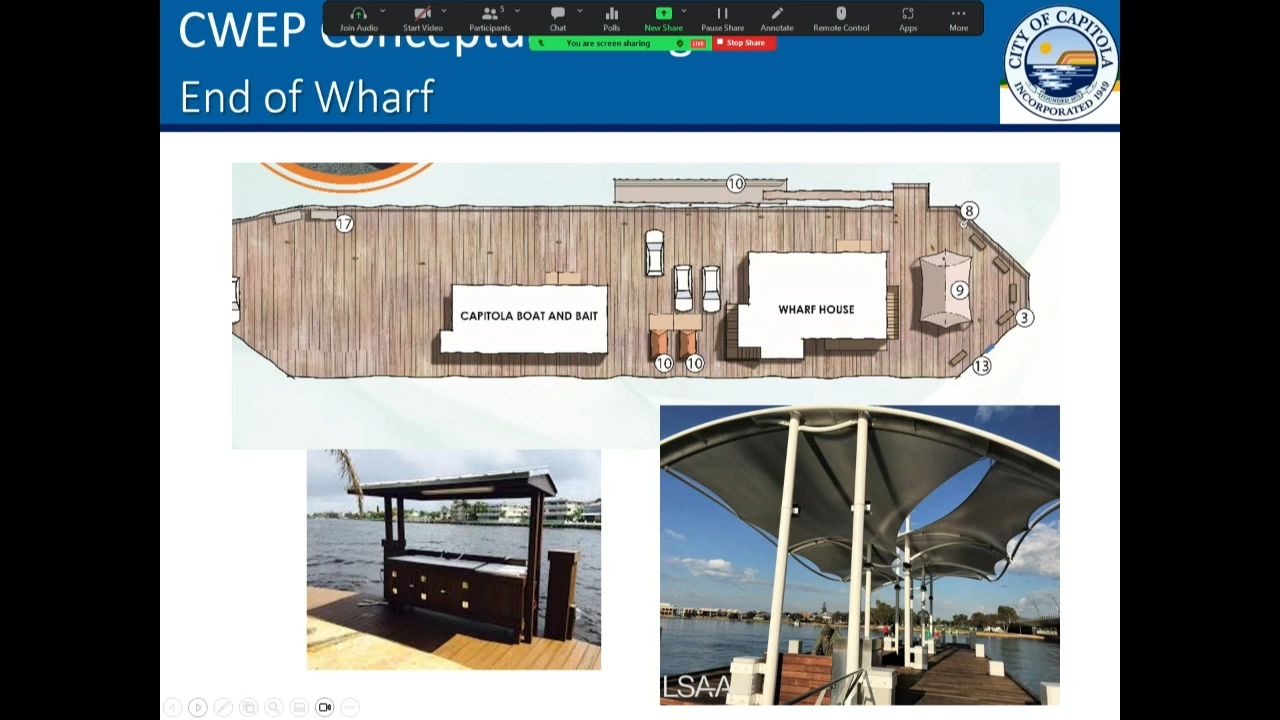 Join Audio
Start Video
5
Participants
Chat
Polls
New Share
Pause Share
Annotate
Remote Control
Apps
More
You are screen sharing
LIVE
Stop Share
CWEP
End of Wharf
CITY OF CAPITOLA
INCORPORATED 1949
10
17
8
CAPITOLA BOAT AND BAIT
WHARF HOUSE
9
3
10
10
13
LSAA